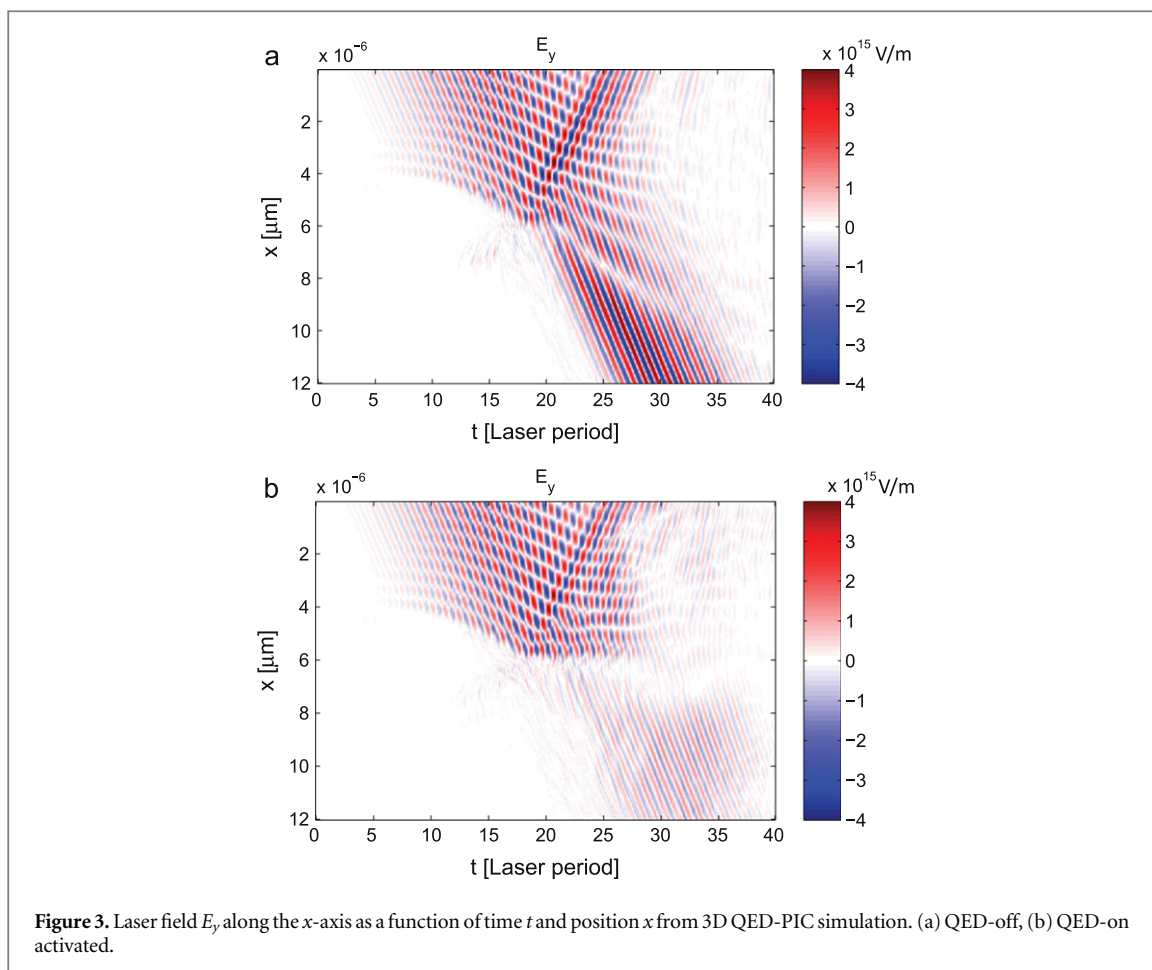 a
x 10⁻⁶
E_y
x 10¹⁵ V/m
4
3
2
1
0
−1
−2
−3
−4
2
4
6
8
10
12
x [μm]
0 5 10 15 20 25 30 35 40
t [Laser period]
b
x 10⁻⁶
E_y
x 10¹⁵ V/m
4
3
2
1
0
−1
−2
−3
−4
2
4
6
8
10
12
x [μm]
0 5 10 15 20 25 30 35 40
t [Laser period]
Figure 3. Laser field E_y along the x-axis as a function of time t and position x from 3D QED-PIC simulation. (a) QED-off, (b) QED-on
activated.